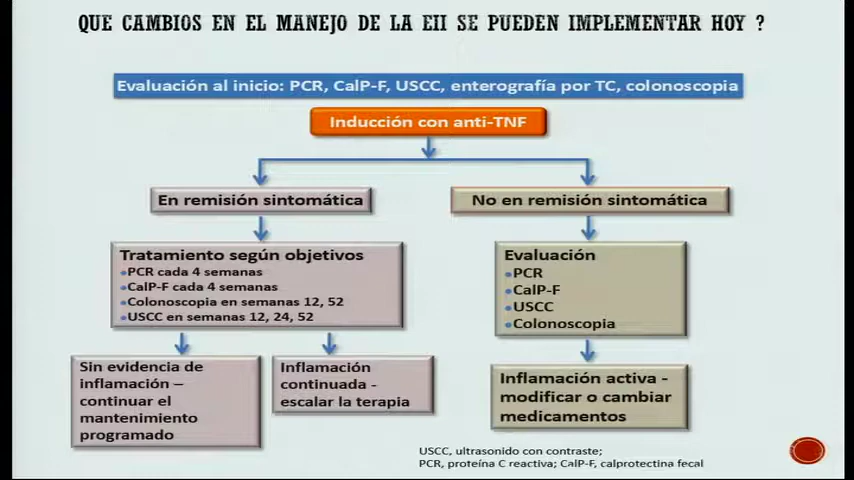 QUE CAMBIOS EN EL MANEJO DE LA EII SE PUEDEN IMPLEMENTAR HOY ?
Evaluación al inicio: PCR, CalP-F, USCC, enterografía por TC, colonoscopia
Inducción con anti-TNF
En remisión sintomática
No en remisión sintomática
Tratamiento según objetivos
•PCR cada 4 semanas
•CalP-F cada 4 semanas
•Colonoscopia en semanas 12, 52
•USCC en semanas 12, 24, 52
Evaluación
•PCR
•CalP-F
•USCC
•Colonoscopia
Sin evidencia de
inflamación –
continuar el
mantenimiento
programado
Inflamación
continuada -
escalar la terapia
Inflamación activa -
modificar o cambiar
medicamentos
USCC, ultrasonido con contraste;
PCR, proteína C reactiva; CalP-F, calprotectina fecal